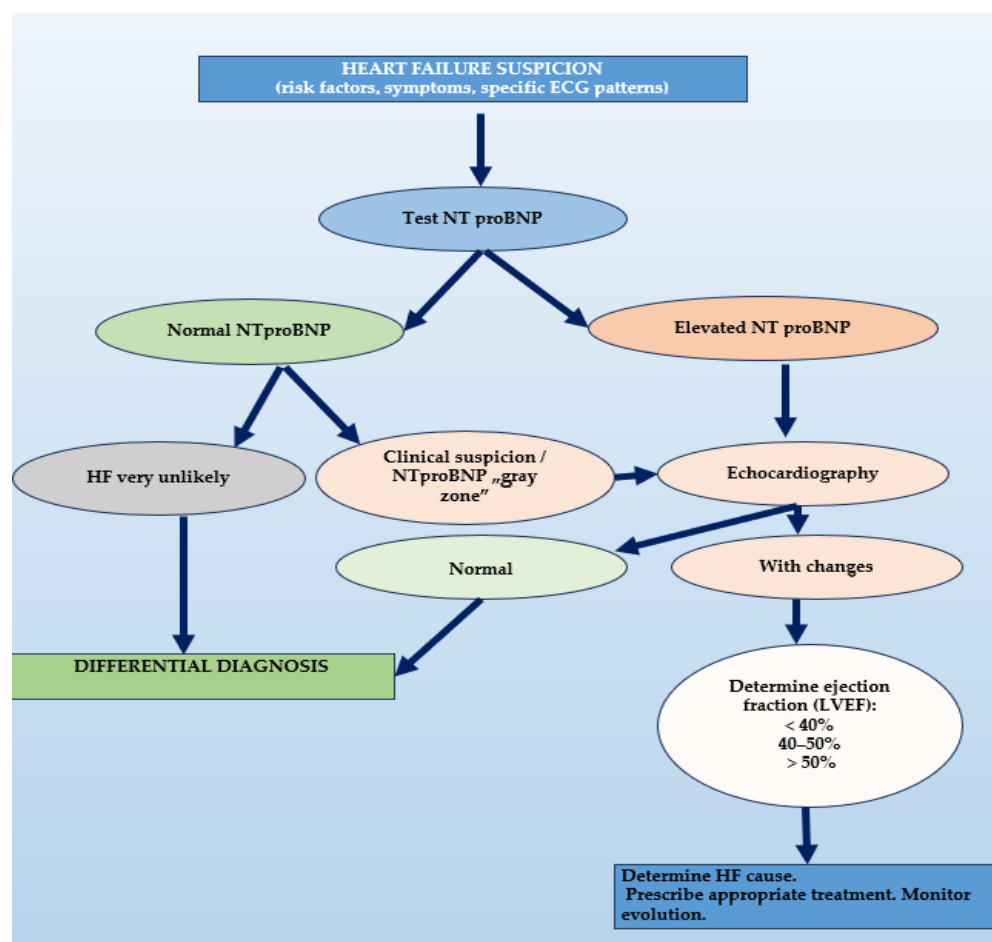 HEART FAILURE SUSPICION
(risk factors, symptoms, specific ECG patterns)
Test NT proBNP
Normal NTproBNP
Elevated NT proBNP
HF very unlikely
Clinical suspicion /
NTproBNP „gray
zone”
Echocardiography
Normal
With changes
DIFFERENTIAL DIAGNOSIS
Determine ejection
fraction (LVEF):
< 40%
40–50%
> 50%
Determine HF cause.
Prescribe appropriate treatment. Monitor
evolution.